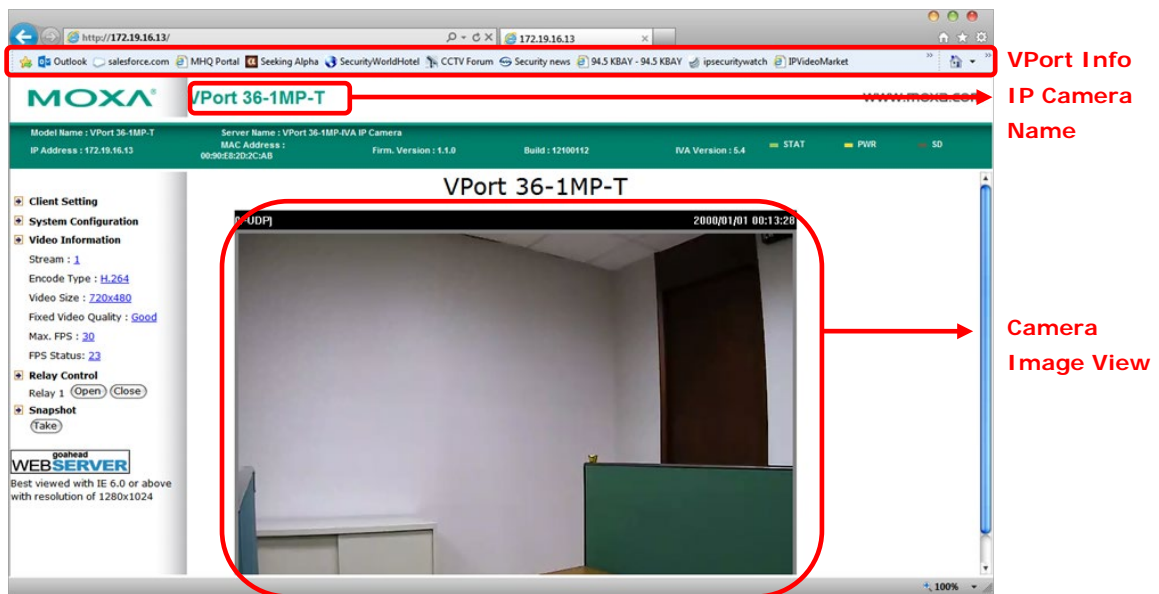 http://172.19.16.13/
172.19.16.13
Outlook salesforce.com MHQ Portal Seeking Alpha SecurityWorldHotel CCTV Forum Security news 94.5 KBAY - 94.5 KBAY ipsecuritywatch IPVideoMarket
VPort Info
MOXA®
VPort 36-1MP-T
www.moxa.com
IP Camera
Name
Model Name : VPort 36-1MP-T
Server Name : VPort 36-1MP-IVA IP Camera
IP Address : 172.19.16.13
MAC Address :
00:90:E8:2D:2C:AB
Firm. Version : 1.1.0
Build : 12100112
IVA Version : 5.4
STAT
PWR
SD
VPort 36-1MP-T
Client Setting
System Configuration
Video Information
Stream : 1
Encode Type : H.264
Video Size : 720x480
Fixed Video Quality : Good
Max. FPS : 30
FPS Status: 23
Relay Control
Relay 1 Open Close
Snapshot
Take
goahead
WEBSERVER
Best viewed with IE 6.0 or above
with resolution of 1280x1024
2000/01/01 00:13:28
Camera
Image View
100%